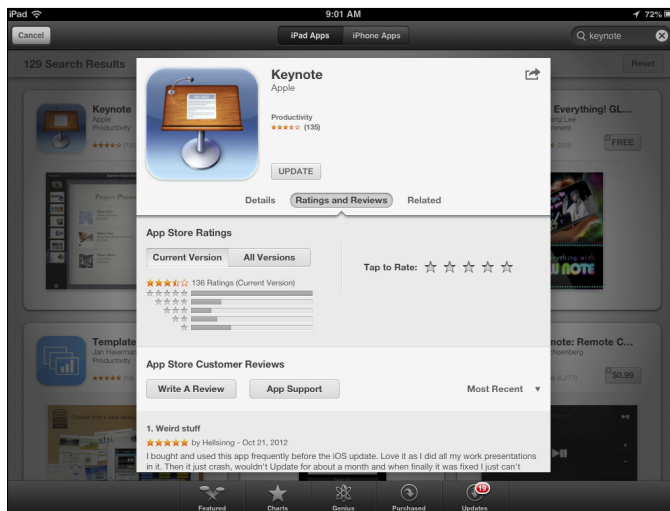 iPad 9:01 AM 72%
Cancel iPad Apps iPhone Apps keynote
129 Search Results Reset
Keynote
Apple
Productivity
(135)
UPDATE
Details Ratings and Reviews Related
App Store Ratings
Current Version All Versions
136 Ratings (Current Version)
Tap to Rate:
App Store Customer Reviews
Write A Review App Support Most Recent
1. Weird stuff
by Hellsinng - Oct 21, 2012
I bought and used this app frequently before the iOS update. Love it as I did all my work presentations
in it. Then it just crash, wouldn't Update for about a month and when finally it was fixed I just can't
Keynote
Apple
Productivity
Everything! GL...
FREE
Template
Productivity
note: Remote C...
$0.99
Featured Charts Genius Purchased Updates
19